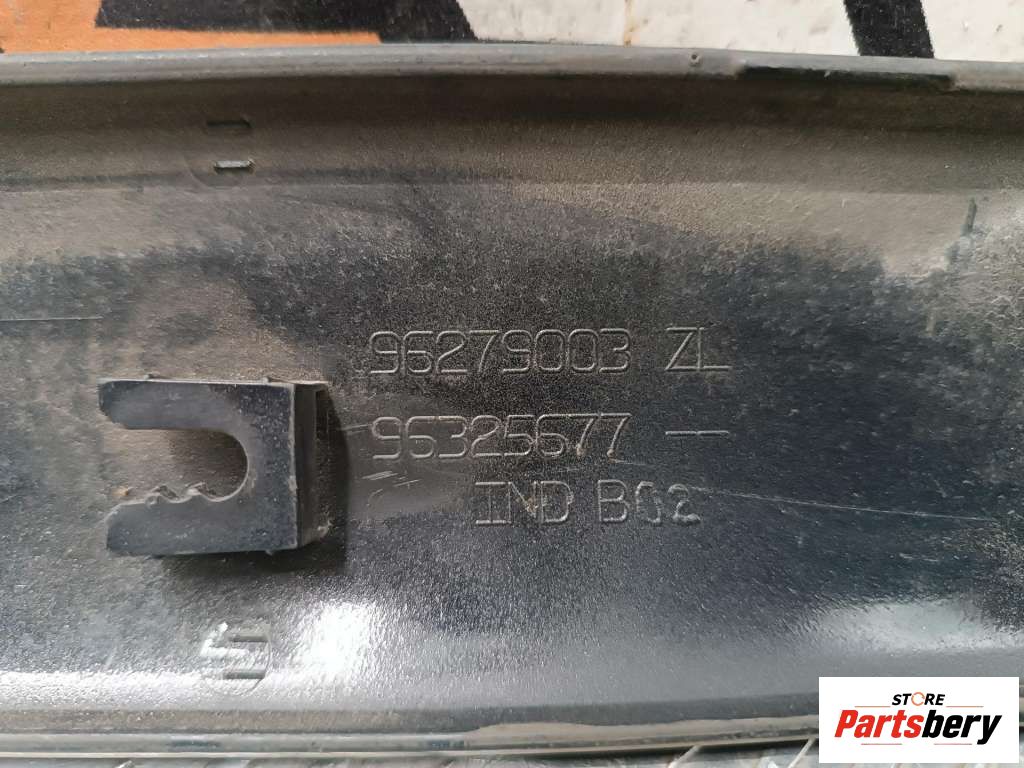 96279003 ZL
96325677 —
IND B02
STORE
Partsbery